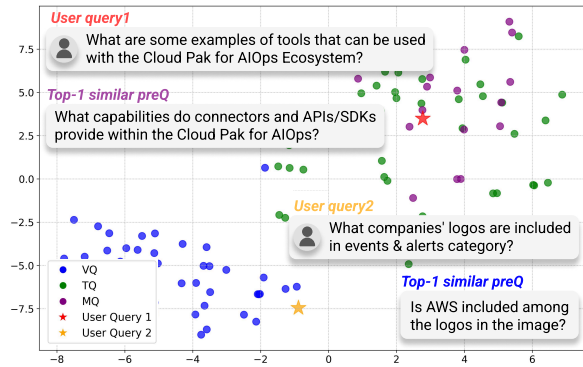 User query1
What are some examples of tools that can be used
with the Cloud Pak for AIOps Ecosystem?
Top-1 similar preQ
What capabilities do connectors and APIs/SDKs
provide within the Cloud Pak for AIOps?
User query2
What companies' logos are included
in events & alerts category?
Top-1 similar preQ
Is AWS included among
the logos in the image?
VQ
TQ
MQ
User Query 1
User Query 2
7.5
5.0
2.5
0.0
−2.5
−5.0
−7.5
−8
−6
−4
−2
0
2
4
6